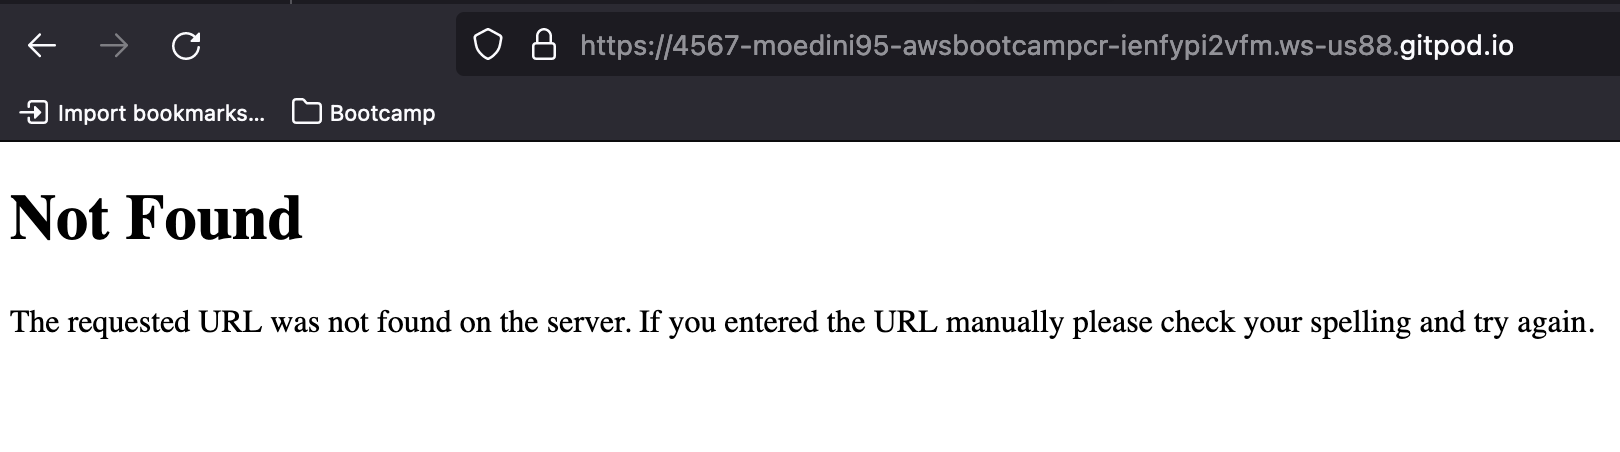 https://4567-moedini95-awsbootcampcr-ienfypi2vfm.ws-us88.gitpod.io
Import bookmarks... Bootcamp
Not Found
The requested URL was not found on the server. If you entered the URL manually please check your spelling and try again.